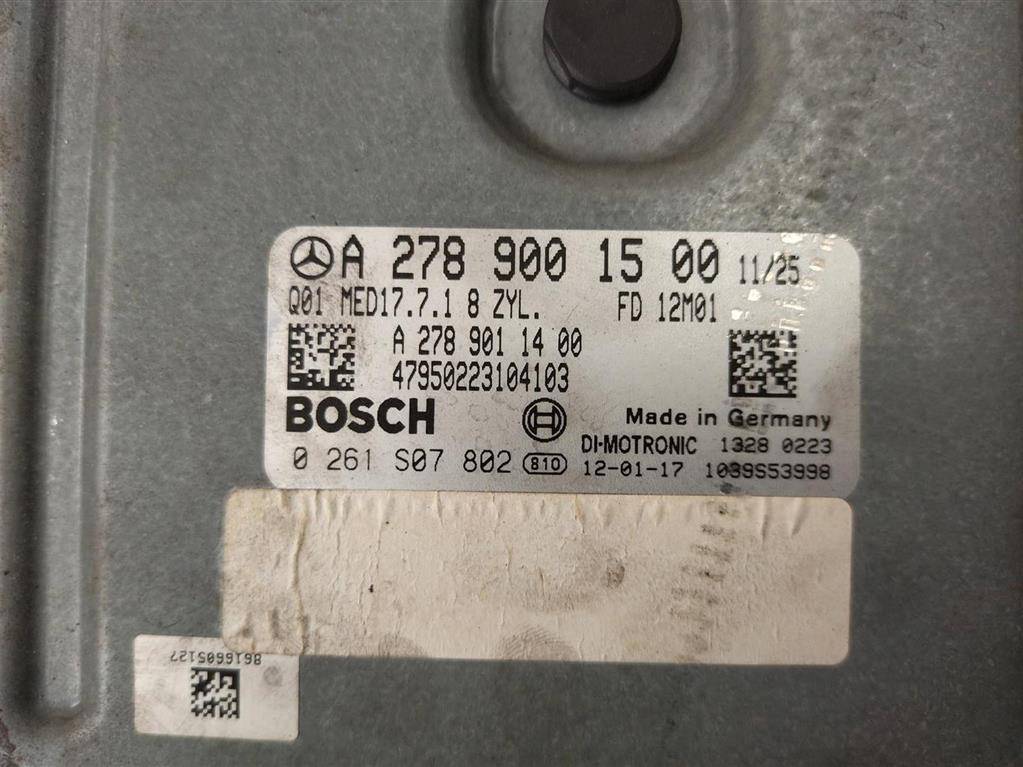 A 278 900 15 00 11/25
Q01 MED17.7.1 8 ZYL. FD 12M01
A 278 901 14 00
47950223104103
BOSCH Made in Germany
DI-MOTRONIC 1328 0223
0 261 S07 802 810 12-01-17 1039S53998
8616605127